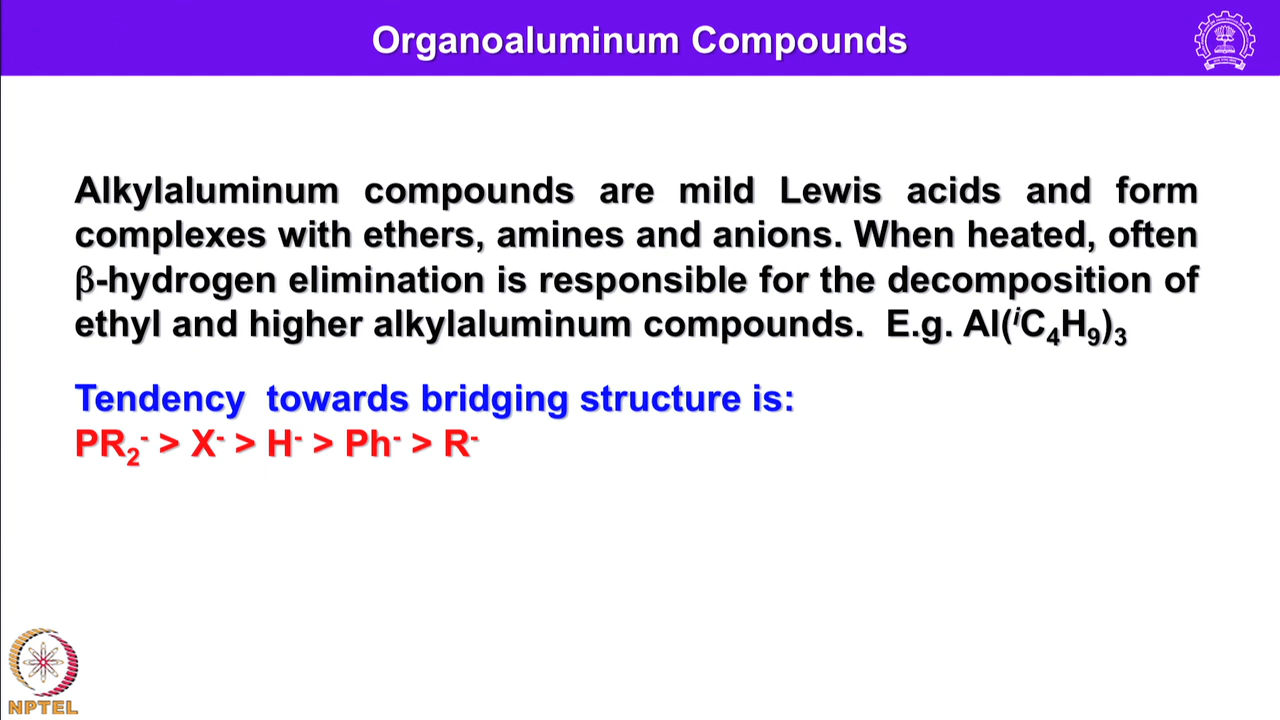 Organoaluminum Compounds
Alkylaluminum compounds are mild Lewis acids and form
complexes with ethers, amines and anions. When heated, often
β-hydrogen elimination is responsible for the decomposition of
ethyl and higher alkylaluminum compounds. E.g. Al(ⁱC₄H₉)₃
Tendency towards bridging structure is:
PR₂⁻ > X⁻ > H⁻ > Ph⁻ > R⁻
NPTEL